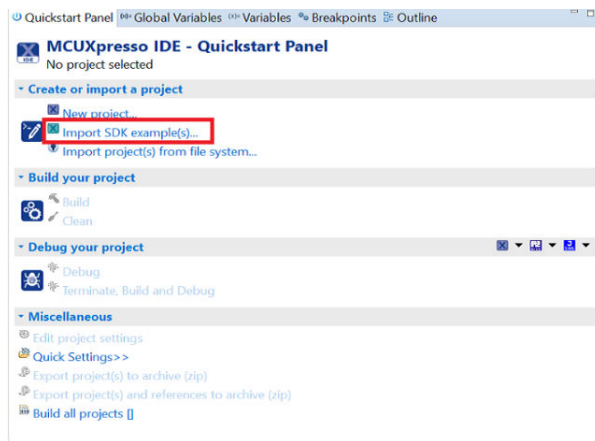 Quickstart Panel Global Variables Variables Breakpoints Outline
MCUXpresso IDE - Quickstart Panel
IDE
No project selected
Create or import a project
New project...
Import SDK example(s)...
Import project(s) from file system...
Build your project
Build
Clean
Debug your project
Debug
Terminate, Build and Debug
Miscellaneous
Edit project settings
Quick Settings>>
Export project(s) to archive (zip)
Export project(s) and references to archive (zip)
Build all projects []